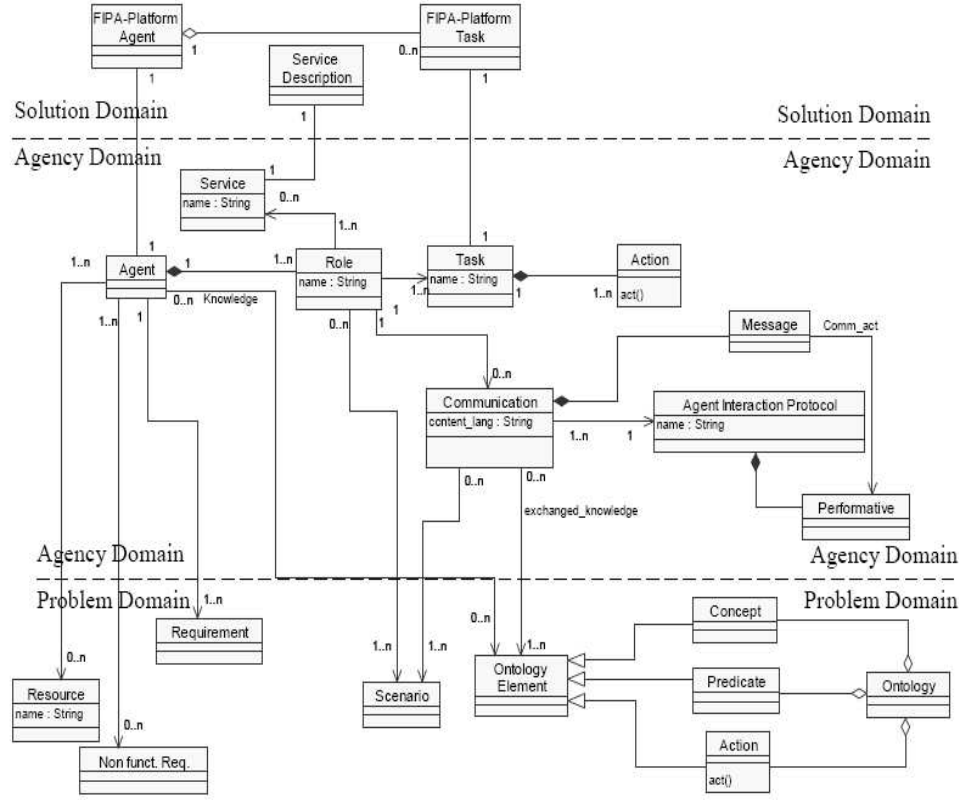 FIPA-Platform
Agent
FIPA-Platform
Task
1
0..n
1
1
Service
Description
1
Solution Domain
Solution Domain
Agency Domain
Agency Domain
Service
name : String
1
0..n
1..n
1
1
1..n
Agent
1
1..n
Role
name : String
Task
name : String
1..n
1
1..n
Action
act()
0..n
Knowledge
1..n
1
0..n
1
1
Message
Comm_act
0..n
Communication
content_lang : String
1..n
1
Agent Interaction Protocol
name : String
0..n
0..n
exchanged_knowledge
Performative
Agency Domain
Agency Domain
Problem Domain
Problem Domain
1..n
Requirement
0..n
1..n
1..n
1..n
Concept
0..n
Resource
name : String
Scenario
Ontology
Element
Predicate
Ontology
0..n
Non funct. Req.
Action
act()